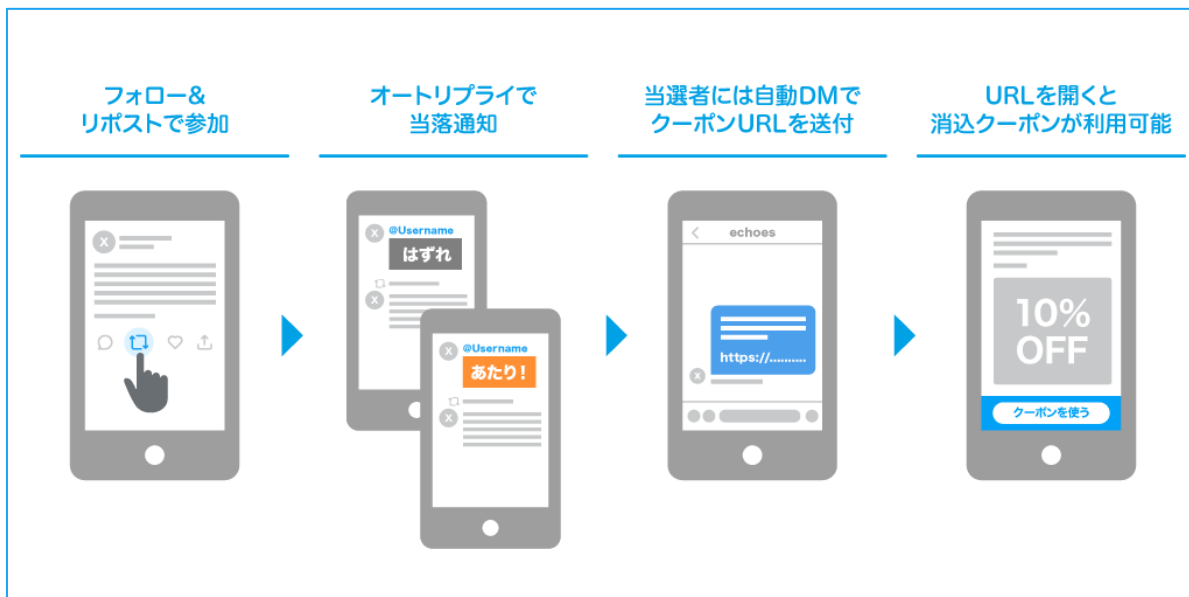 フォロー&
リポストで参加
オートリプライで
当落通知
当選者には自動DMで
クーポンURLを送付
URLを開くと
消込クーポンが利用可能
X
@Username
X
はずれ
X
@Username
X
あたり!
X
echoes
https://..........
X
10%
OFF
クーポンを使う